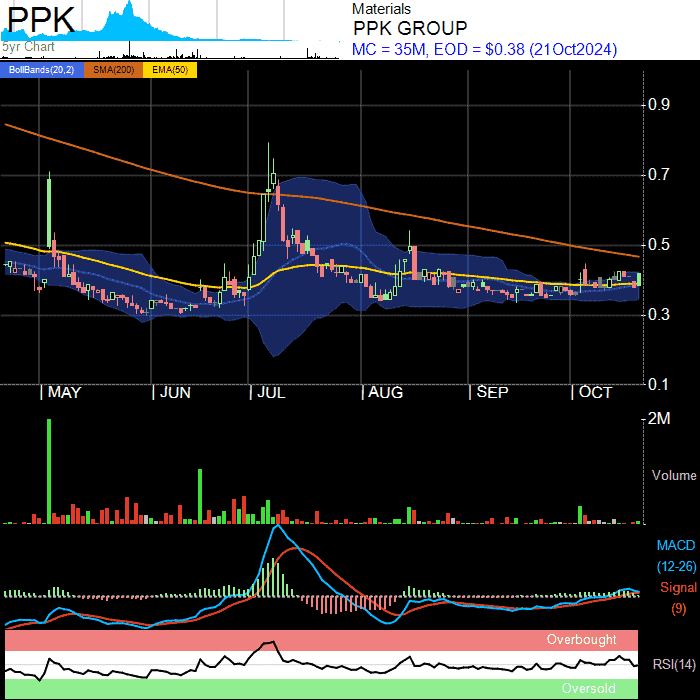 PPK
5yr Chart
Materials
PPK GROUP
MC = 35M, EOD = $0.38 (21Oct2024)
BollBands(20,2) SMA(200) EMA(50)
0.9
0.7
0.5
0.3
0.1
MAY JUN JUL AUG SEP OCT
2M
Volume
MACD
(12-26)
Signal
(9)
Overbought
RSI(14)
Oversold